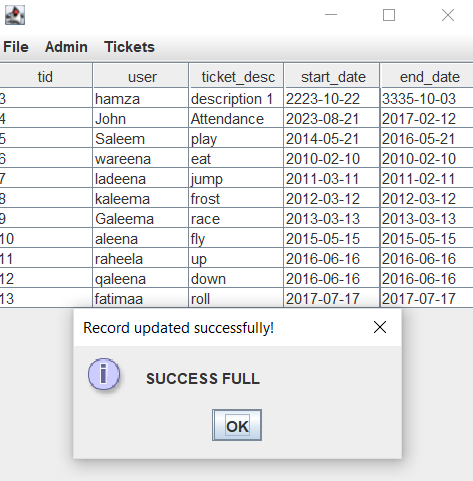 File Admin Tickets
tid user ticket_desc start_date end_date
3 hamza description 1 2223-10-22 3335-10-03
4 John Attendance 2023-08-21 2017-02-12
5 Saleem play 2014-05-21 2016-05-21
6 wareena eat 2010-02-10 2010-02-10
7 ladeena jump 2011-03-11 2011-02-11
8 kaleema frost 2012-03-12 2012-03-12
9 Galeema race 2013-03-13 2013-03-13
10 aleena fly 2015-05-15 2015-05-15
11 raheela up 2016-06-16 2016-06-16
12 qaleena down 2016-06-16 2016-06-16
13 fatimaa roll 2017-07-17 2017-07-17
Record updated successfully!
SUCCESS FULL
OK